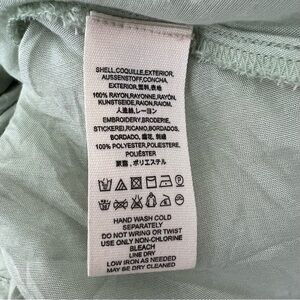 SHELL,COQUILLE,EXTERIOR,
AUSSENSTOFF,CONCHA,
EXTERIOR,面料,表地
100% RAYON,RAYONNE,RAYON,
KUNSTSEIDE,RAION,RAIOM,
人造絲,レーヨン
EMBROIDERY,BRODERIE,
STICKEREI,RICAMO,BORDADOS,
BORDADO, 繡花, 刺繍
100% POLYESTER,POLYESTERE,
POLIÉSTER
聚酯, ポリエステル
HAND WASH COLD
SEPARATELY
DO NOT WRING OR TWIST
USE ONLY NON-CHLORINE
BLEACH
LINE DRY
LOW IRON AS NEEDED
MAY BE DRY CLEANED